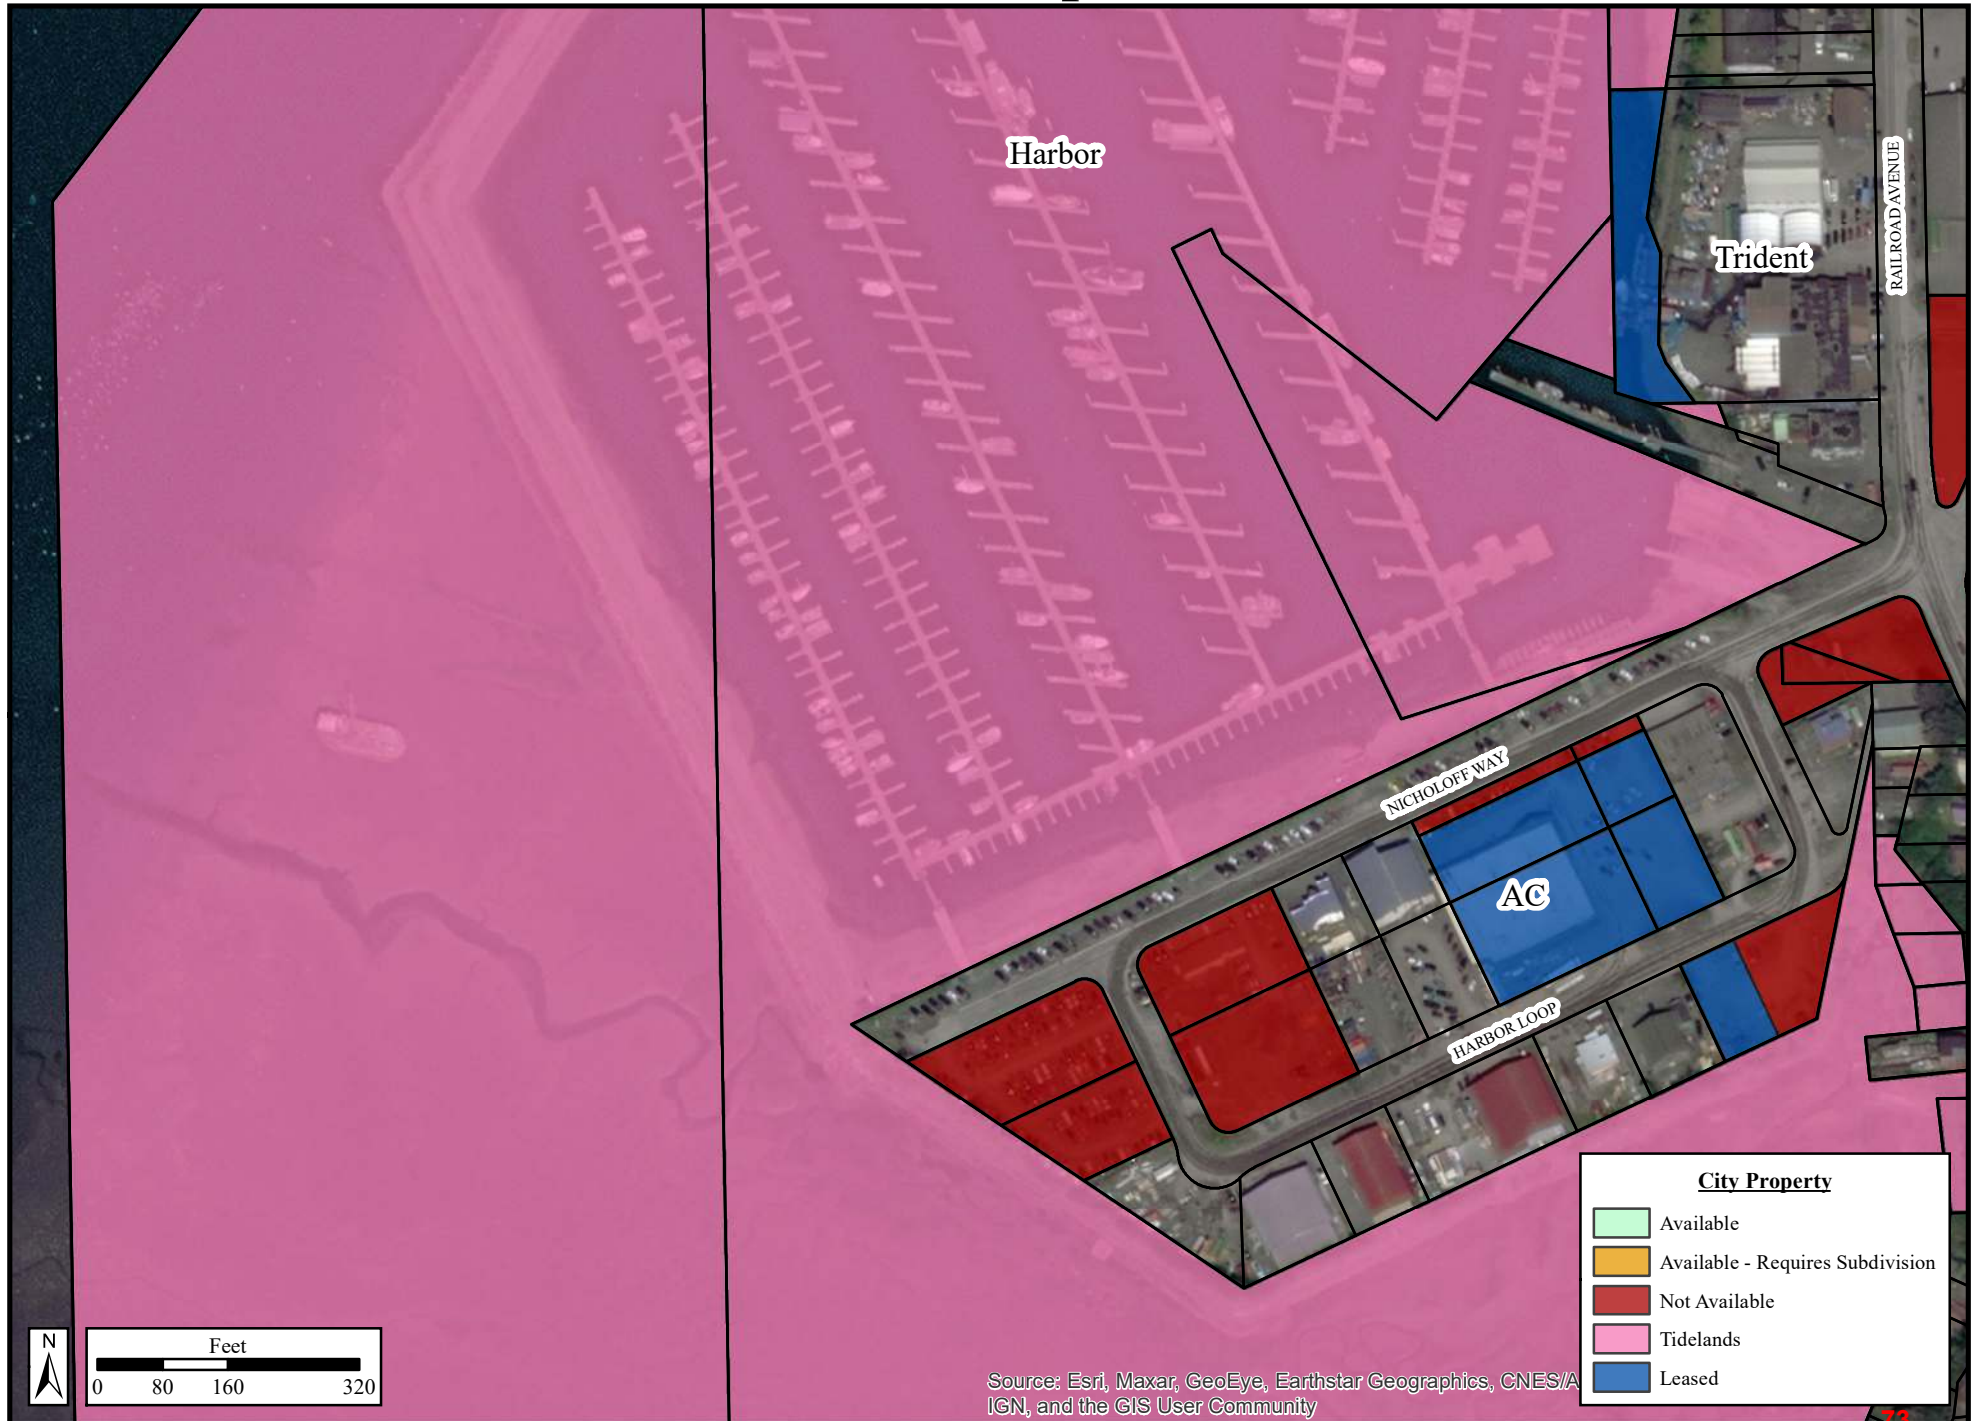 Harbor
Trident
RAILROAD AVENUE
NICHOLOFF WAY
AC
HARBOR LOOP
City Property
Available
Available - Requires Subdivision
Not Available
Tidelands
Leased
N
Feet
0 80 160 320
Source: Esri, Maxar, GeoEye, Earthstar Geographics, CNES/A
IGN, and the GIS User Community
73